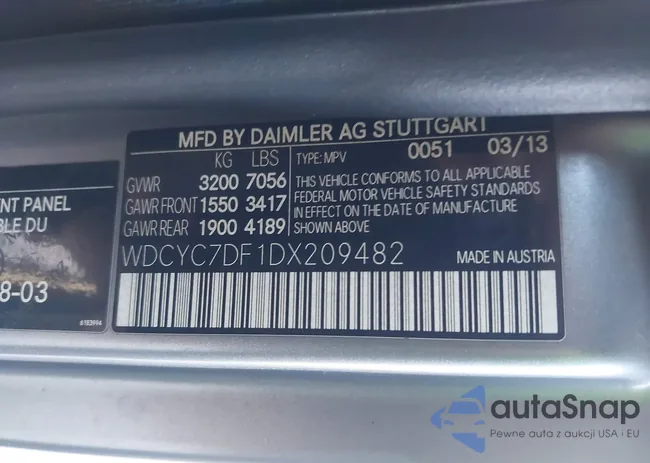 MFD BY DAIMLER AG STUTTGART
KG LBS TYPE: MPV 0051 03/13
GVWR 3200 7056
GAWR FRONT 1550 3417
GAWR REAR 1900 4189
THIS VEHICLE CONFORMS TO ALL APPLICABLE
FEDERAL MOTOR VEHICLE SAFETY STANDARDS
IN EFFECT ON THE DATE OF MANUFACTURE
SHOWN ABOVE
WDCYC7DF1DX209482 MADE IN AUSTRIA
ENT PANEL
BLE DU
8-03
6183994
autaSnap
Pewne auta z aukcji USA i EU